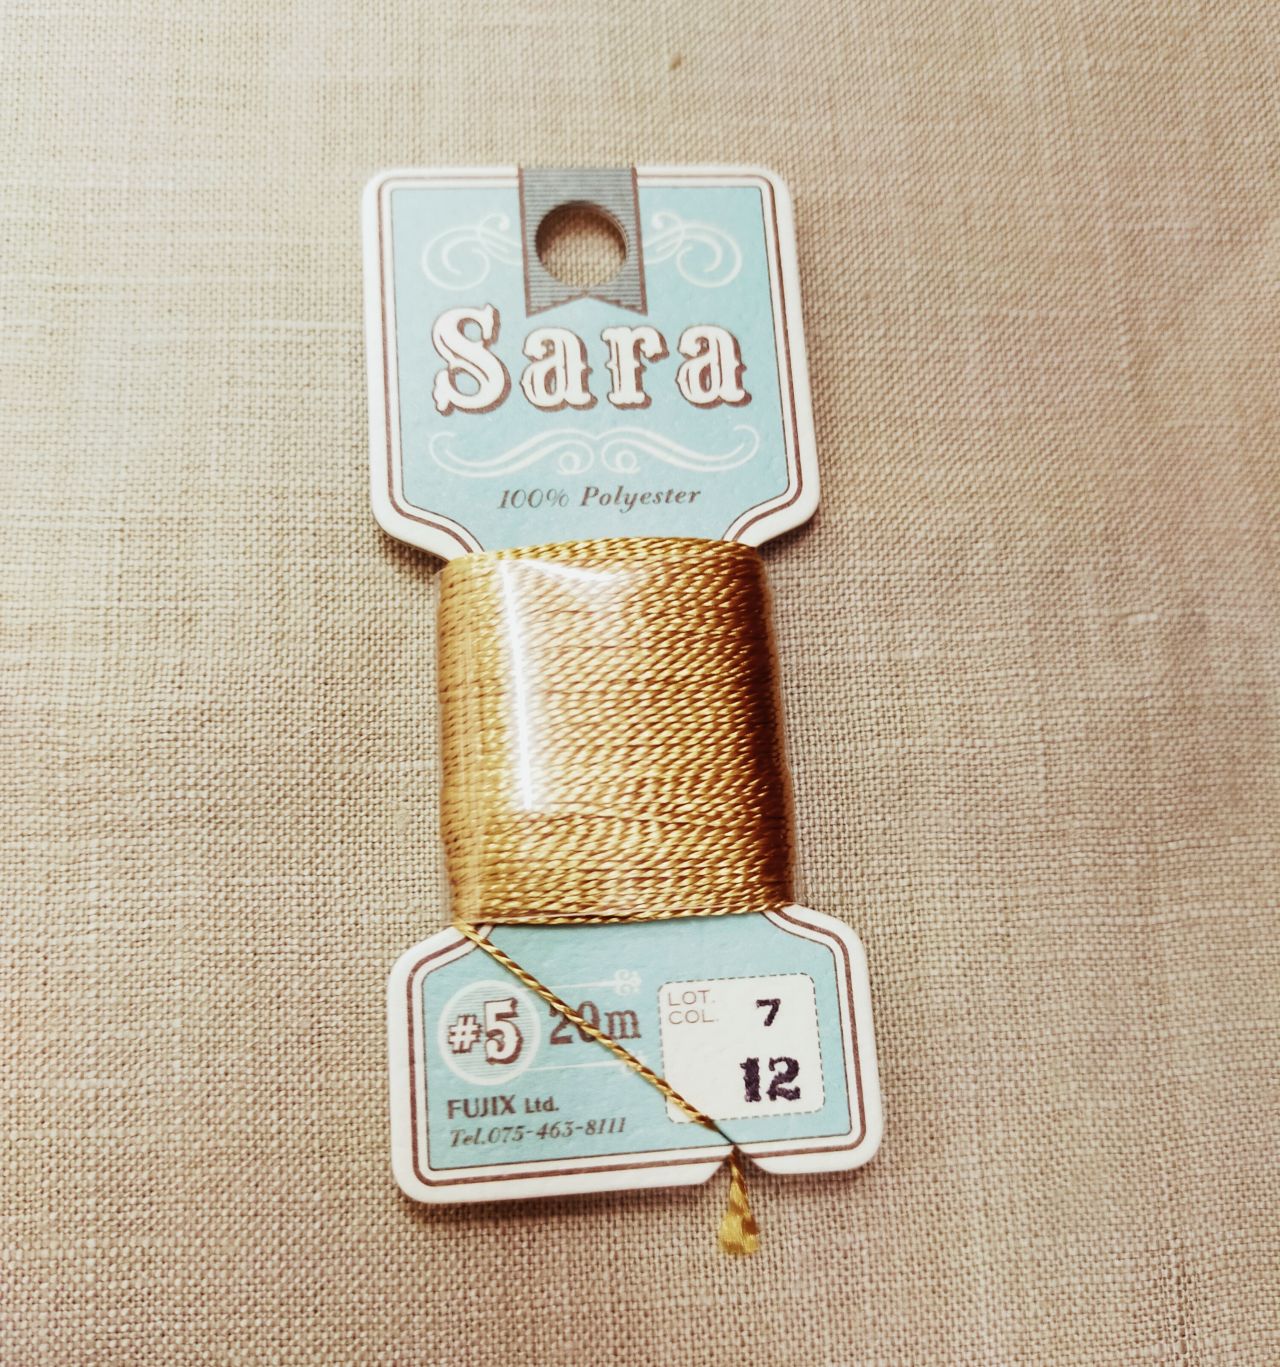 Sara
100% Polyester
#5 20m
LOT. 7
COL. 12
FUJIX Ltd.
Tel.075-463-8111